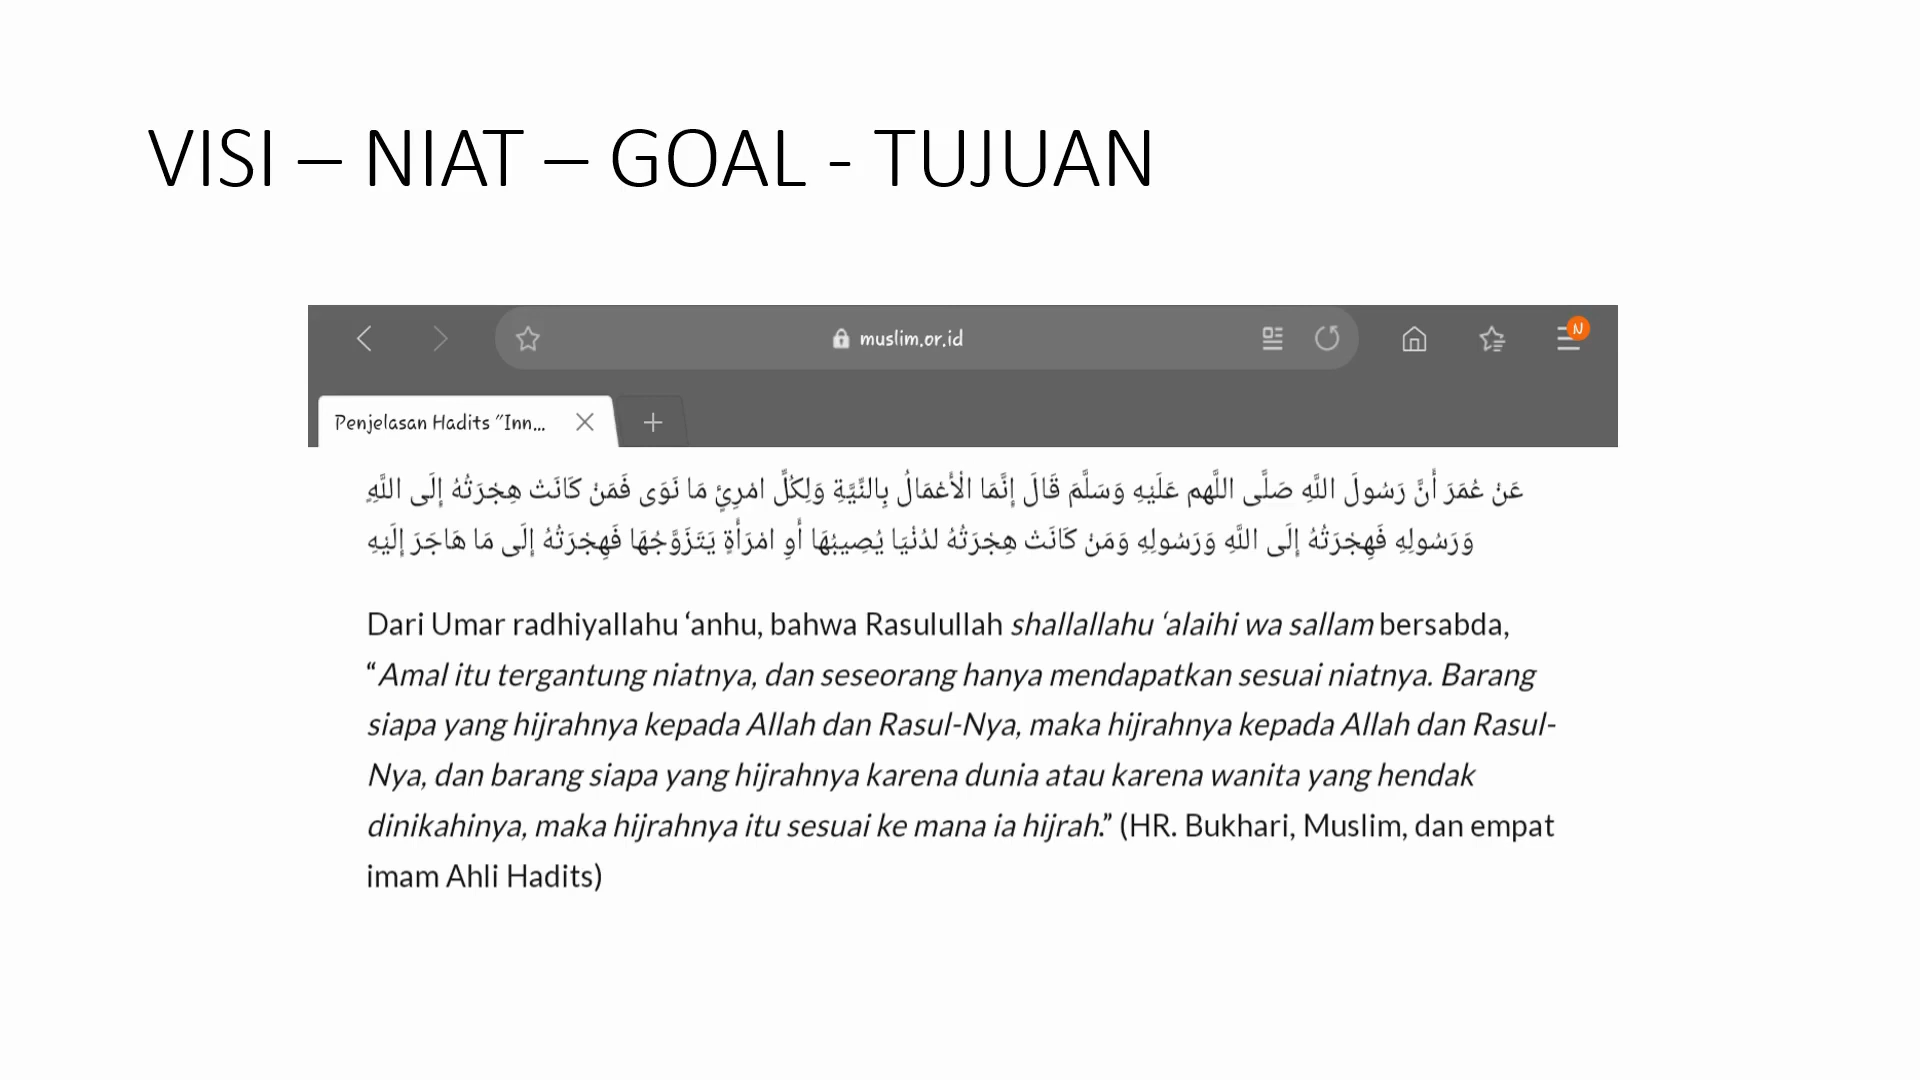 VISI – NIAT – GOAL - TUJUAN
muslim.or.id
N
Penjelasan Hadits "Inn...
عَنْ عُمَرَ أَنَّ رَسُولَ اللَّهِ صَلَّى اللَّهم عَلَيْهِ وَسَلَّمَ قَالَ إِنَّمَا الْأَعْمَالُ بِالنِّيَّةِ وَلِكُلِّ امْرِئٍ مَا نَوَى فَمَنْ كَانَتْ هِجْرَتُهُ إِلَى اللَّهِ
وَرَسُولِهِ فَهِجْرَتُهُ إِلَى اللَّهِ وَرَسُولِهِ وَمَنْ كَانَتْ هِجْرَتُهُ لدُنْيَا يُصِيبُهَا أَوِ امْرَأَةٍ يَتَزَوَّجُهَا فَهِجْرَتُهُ إِلَى مَا هَاجَرَ إِلَيْهِ
Dari Umar radhiyallahu ‘anhu, bahwa Rasulullah shallallahu ‘alaihi wa sallam bersabda,
“Amal itu tergantung niatnya, dan seseorang hanya mendapatkan sesuai niatnya. Barang
siapa yang hijrahnya kepada Allah dan Rasul-Nya, maka hijrahnya kepada Allah dan Rasul-
Nya, dan barang siapa yang hijrahnya karena dunia atau karena wanita yang hendak
dinikahinya, maka hijrahnya itu sesuai ke mana ia hijrah.” (HR. Bukhari, Muslim, dan empat
imam Ahli Hadits)